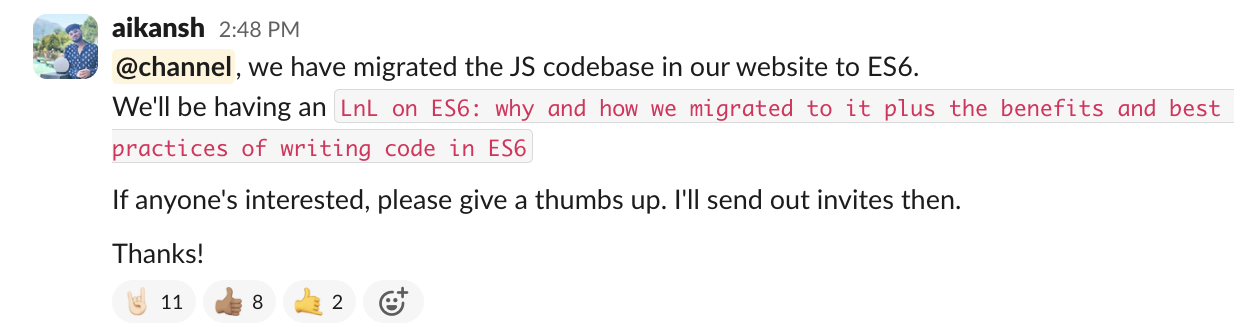 aikansh 2:48 PM
@channel, we have migrated the JS codebase in our website to ES6.
We'll be having an LnL on ES6: why and how we migrated to it plus the benefits and best
practices of writing code in ES6
If anyone's interested, please give a thumbs up. I'll send out invites then.
Thanks!
11 8 2